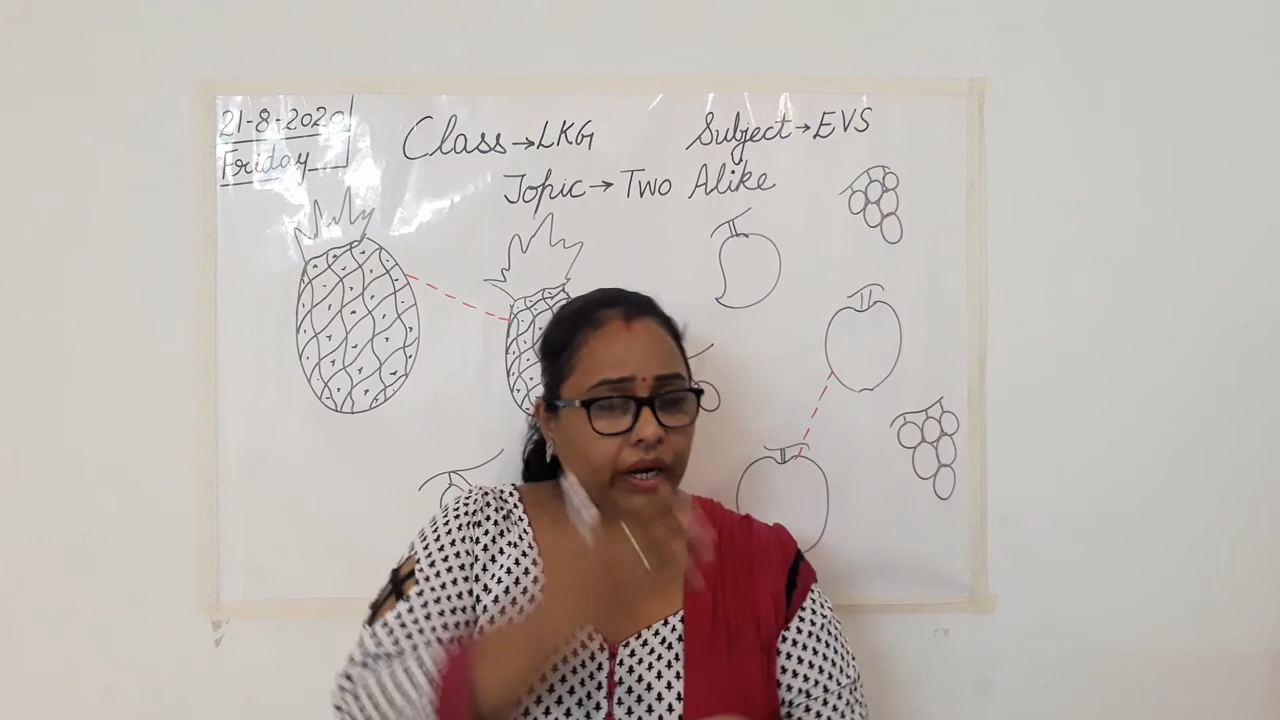 21-8-2020
Friday
Class→LKG
Subject→EVS
Topic→Two Alike